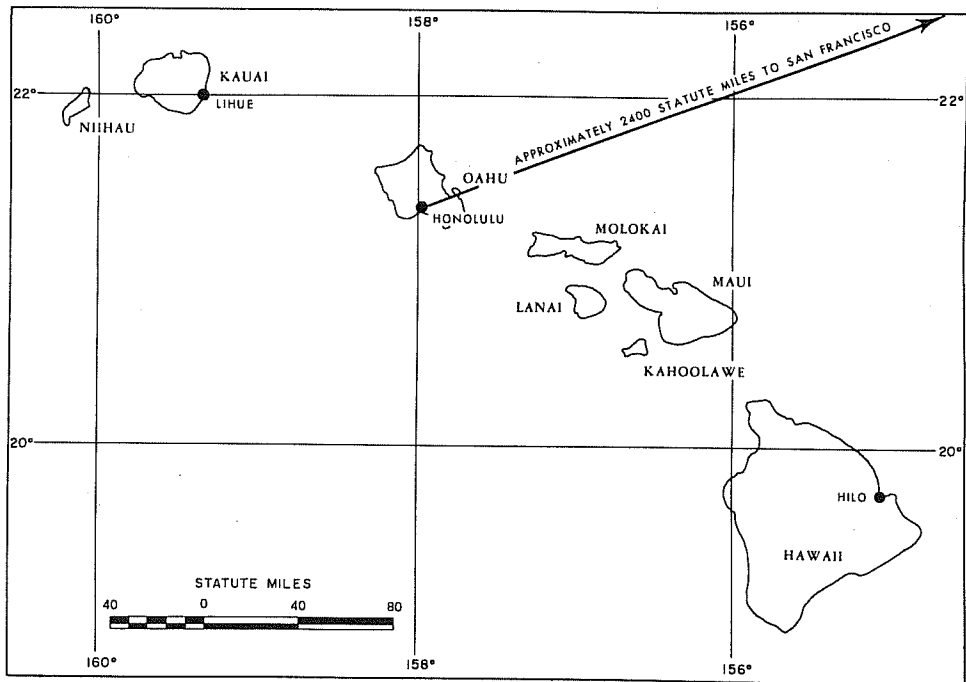 160°
158°
156°
KAUAI
22°
LIHUE
22°
NIIHAU
APPROXIMATELY 2400 STATUTE MILES TO SAN FRANCISCO
OAHU
HONOLULU
MOLOKAI
LANAI
MAUI
KAHOOLAWE
20°
20°
HILO
HAWAII
STATUTE MILES
40 0 40 80
160°
158°
156°